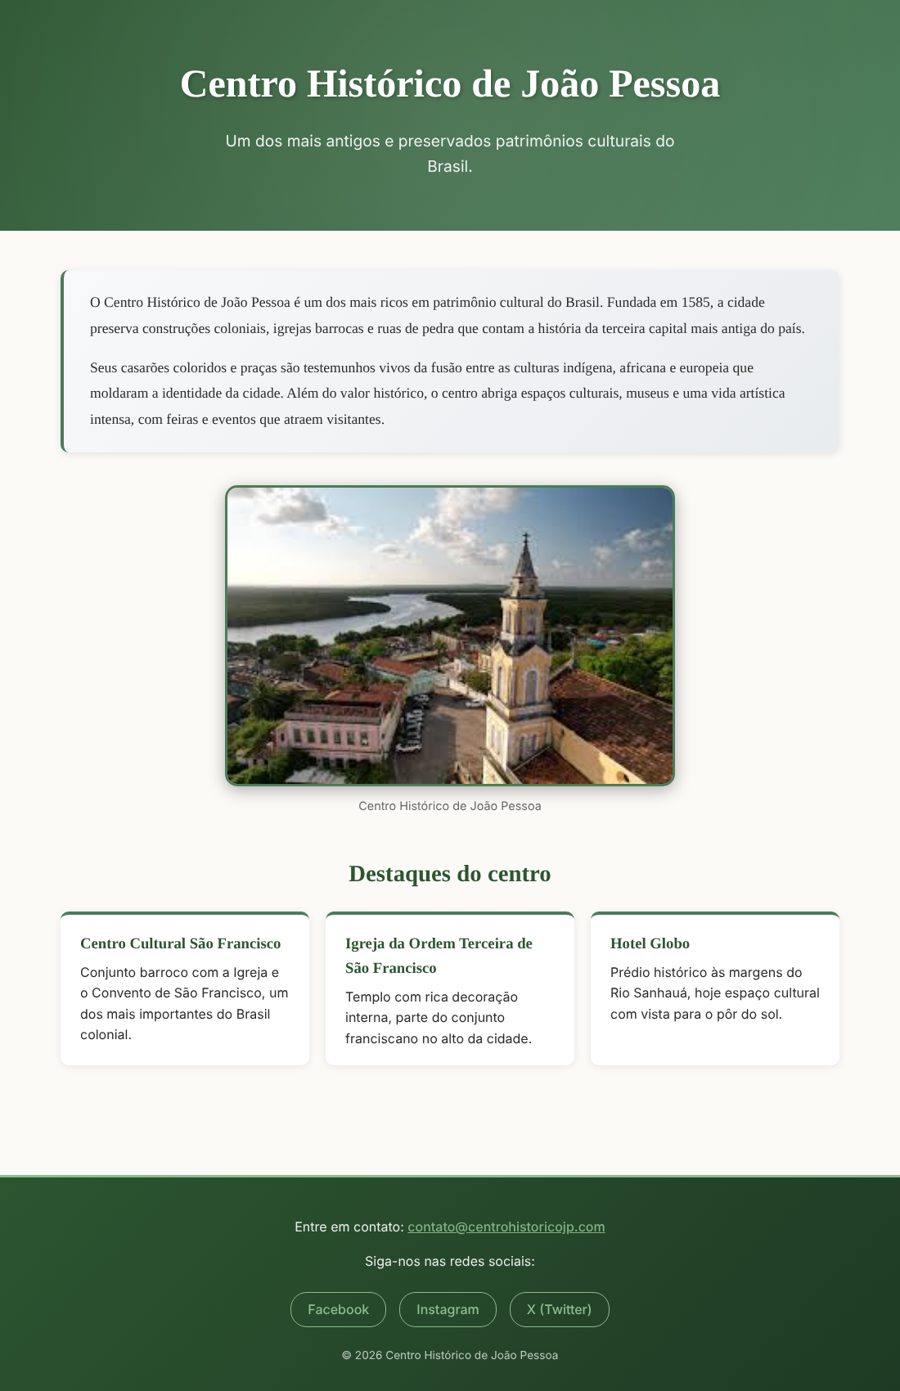 Centro Histórico de João Pessoa
Um dos mais antigos e preservados patrimônios culturais do
Brasil.
O Centro Histórico de João Pessoa é um dos mais ricos em patrimônio cultural do Brasil. Fundada em 1585, a cidade
preserva construções coloniais, igrejas barrocas e ruas de pedra que contam a história da terceira capital mais antiga do país.
Seus casarões coloridos e praças são testemunhos vivos da fusão entre as culturas indígena, africana e europeia que
moldaram a identidade da cidade. Além do valor histórico, o centro abriga espaços culturais, museus e uma vida artística
intensa, com feiras e eventos que atraem visitantes.
Centro Histórico de João Pessoa
Destaques do centro
Centro Cultural São Francisco
Conjunto barroco com a Igreja e
o Convento de São Francisco, um
dos mais importantes do Brasil
colonial.
Igreja da Ordem Terceira de
São Francisco
Templo com rica decoração
interna, parte do conjunto
franciscano no alto da cidade.
Hotel Globo
Prédio histórico às margens do
Rio Sanhauá, hoje espaço cultural
com vista para o pôr do sol.
Entre em contato: contato@centrohistoricojp.com
Siga-nos nas redes sociais:
Facebook
Instagram
X (Twitter)
© 2026 Centro Histórico de João Pessoa